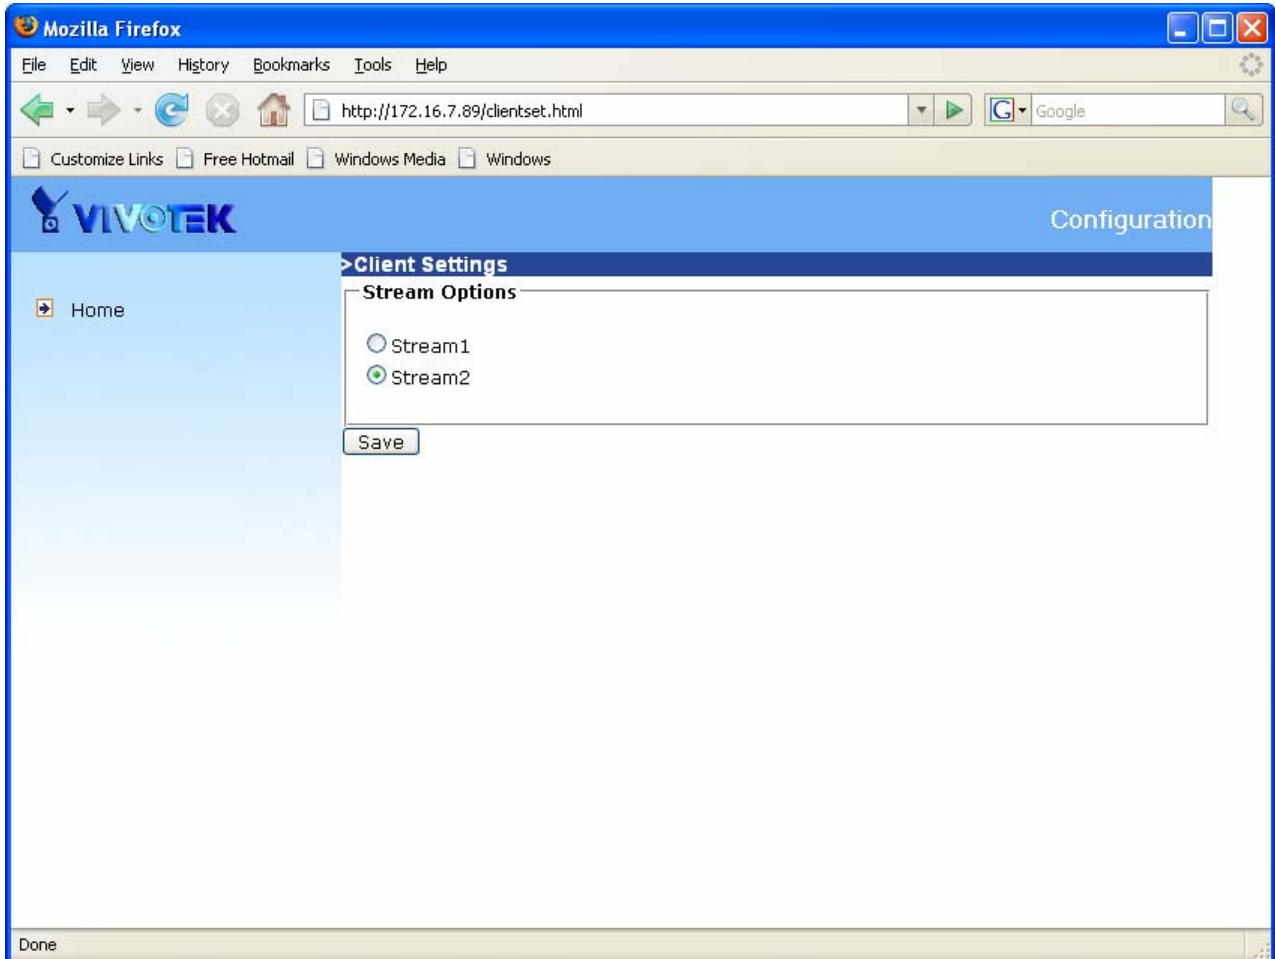 Mozilla Firefox
File Edit View History Bookmarks Tools Help
http://172.16.7.89/clientset.html
G Google
Customize Links Free Hotmail Windows Media Windows
VIVOTEK
Configuration
>Client Settings
Home
Stream Options
Stream1
Stream2
Save
Done